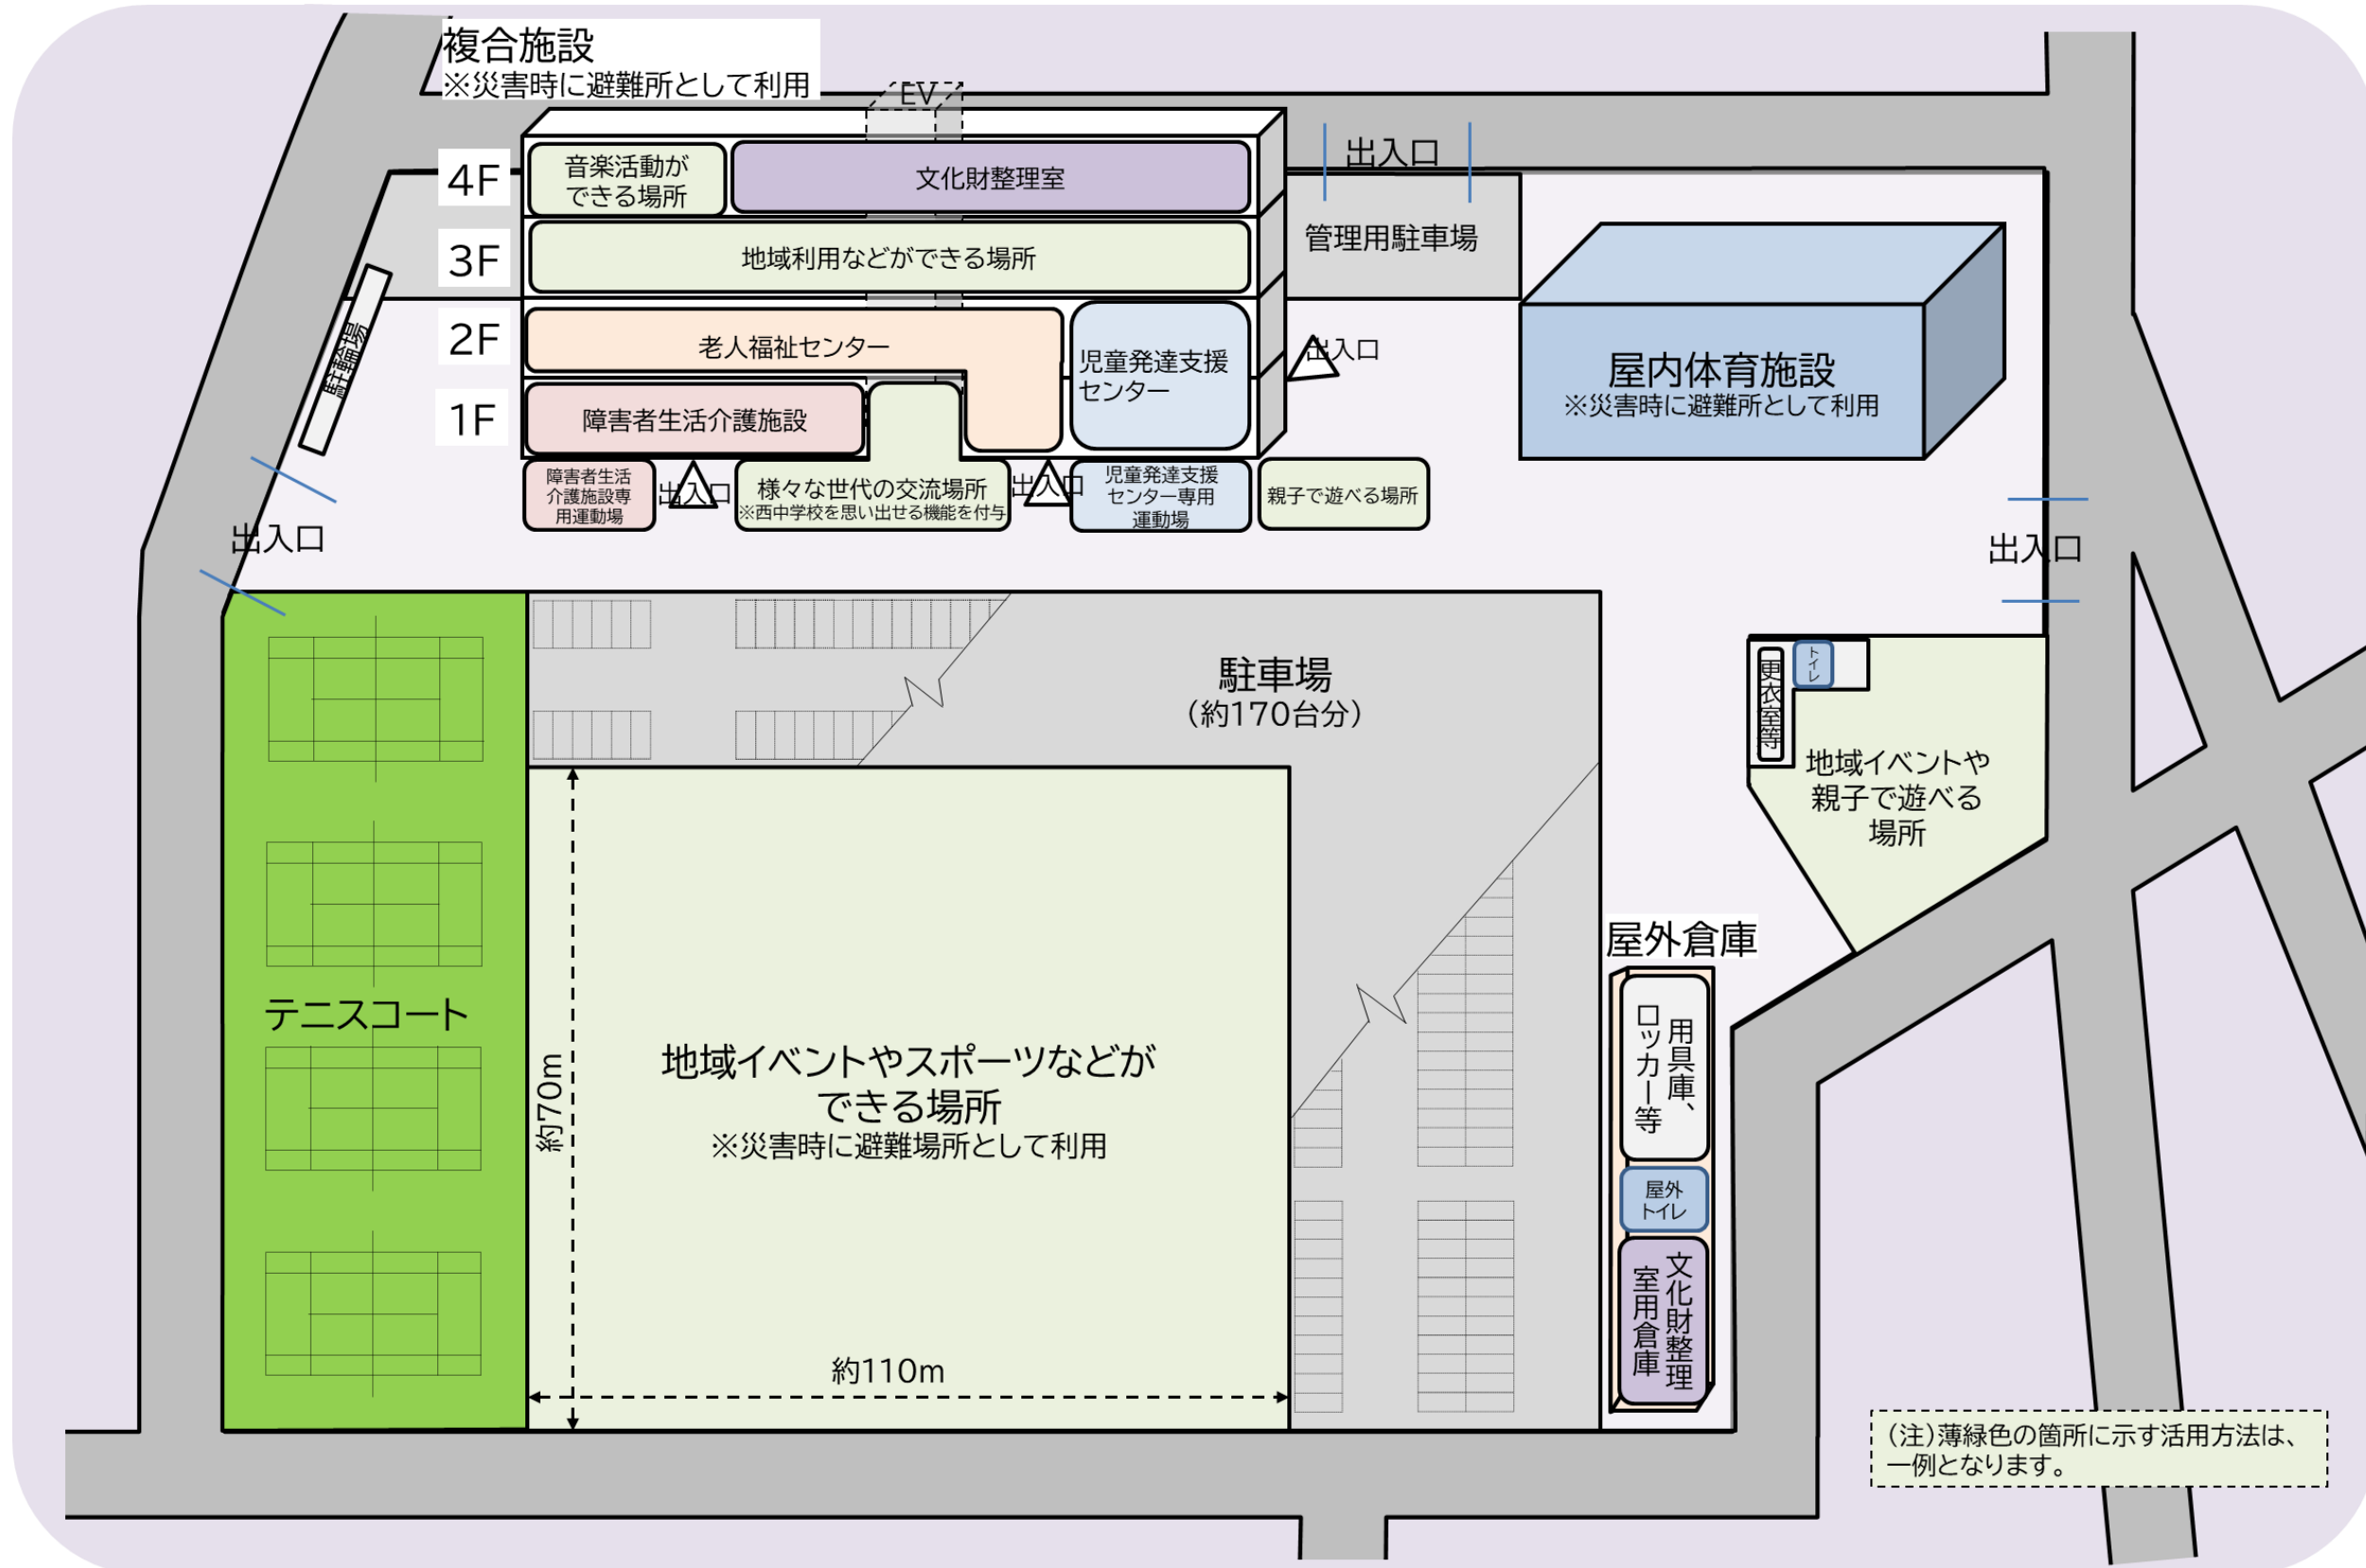 複合施設
※災害時に避難所として利用
EV
4F
音楽活動が
できる場所
文化財整理室
出入口
3F
地域利用などができる場所
管理用駐車場
2F
老人福祉センター
児童発達支援
センター
出入口
屋内体育施設
※災害時に避難所として利用
駐輪場
1F
障害者生活介護施設
障害者生活
介護施設専
用運動場
出入口
様々な世代の交流場所
※西中学校を思い出せる機能を付与
出入口
児童発達支援
センター専用
運動場
親子で遊べる場所
出入口
出入口
駐車場
（約170台分）
更衣室等
トイレ
地域イベントや
親子で遊べる
場所
テニスコート
約70m
地域イベントやスポーツなどが
できる場所
※災害時に避難場所として利用
約110m
屋外倉庫
用具庫、
ロッカー等
屋外
トイレ
文化財整理
室用倉庫
（注）薄緑色の箇所に示す活用方法は、
一例となります。